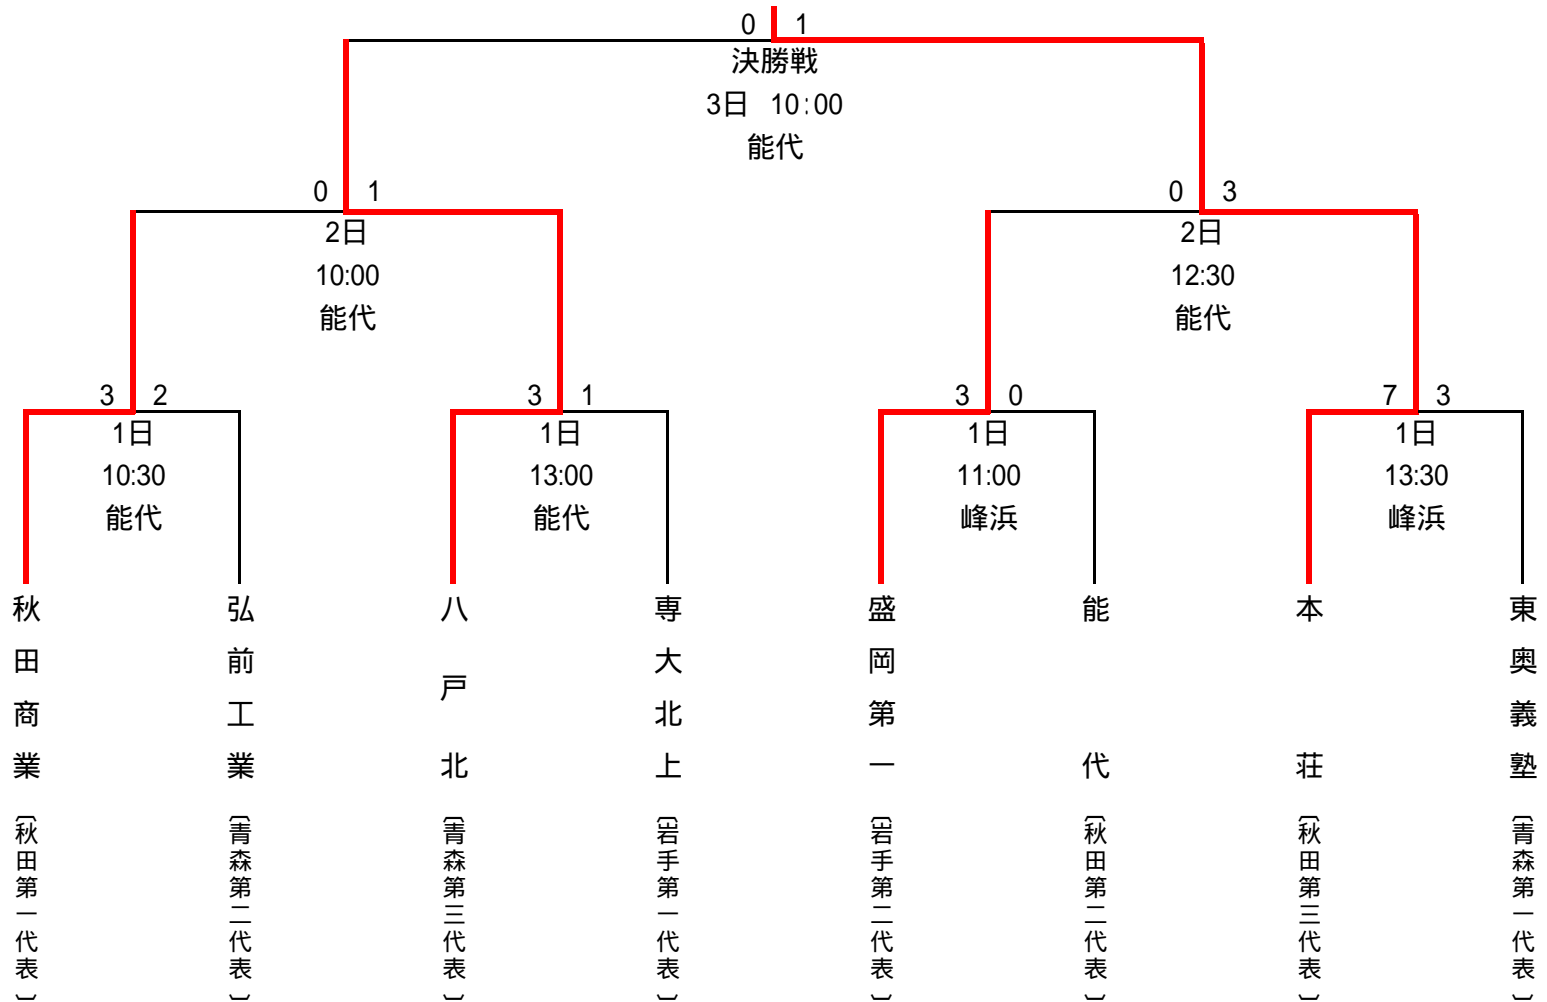 0 1
決勝戦
3日 10:00
能代
0 1
2日
10:00
能代
0 3
2日
12:30
能代
3 2
1日
10:30
能代
3 1
1日
13:00
能代
3 0
1日
11:00
峰浜
7 3
1日
13:30
峰浜
秋田商業〔秋田第一代表〕
弘前工業〔青森第二代表〕
八戸北〔青森第三代表〕
専大北上〔岩手第一代表〕
盛岡第一〔岩手第二代表〕
能代〔秋田第二代表〕
本荘〔秋田第三代表〕
東奥義塾〔青森第一代表〕